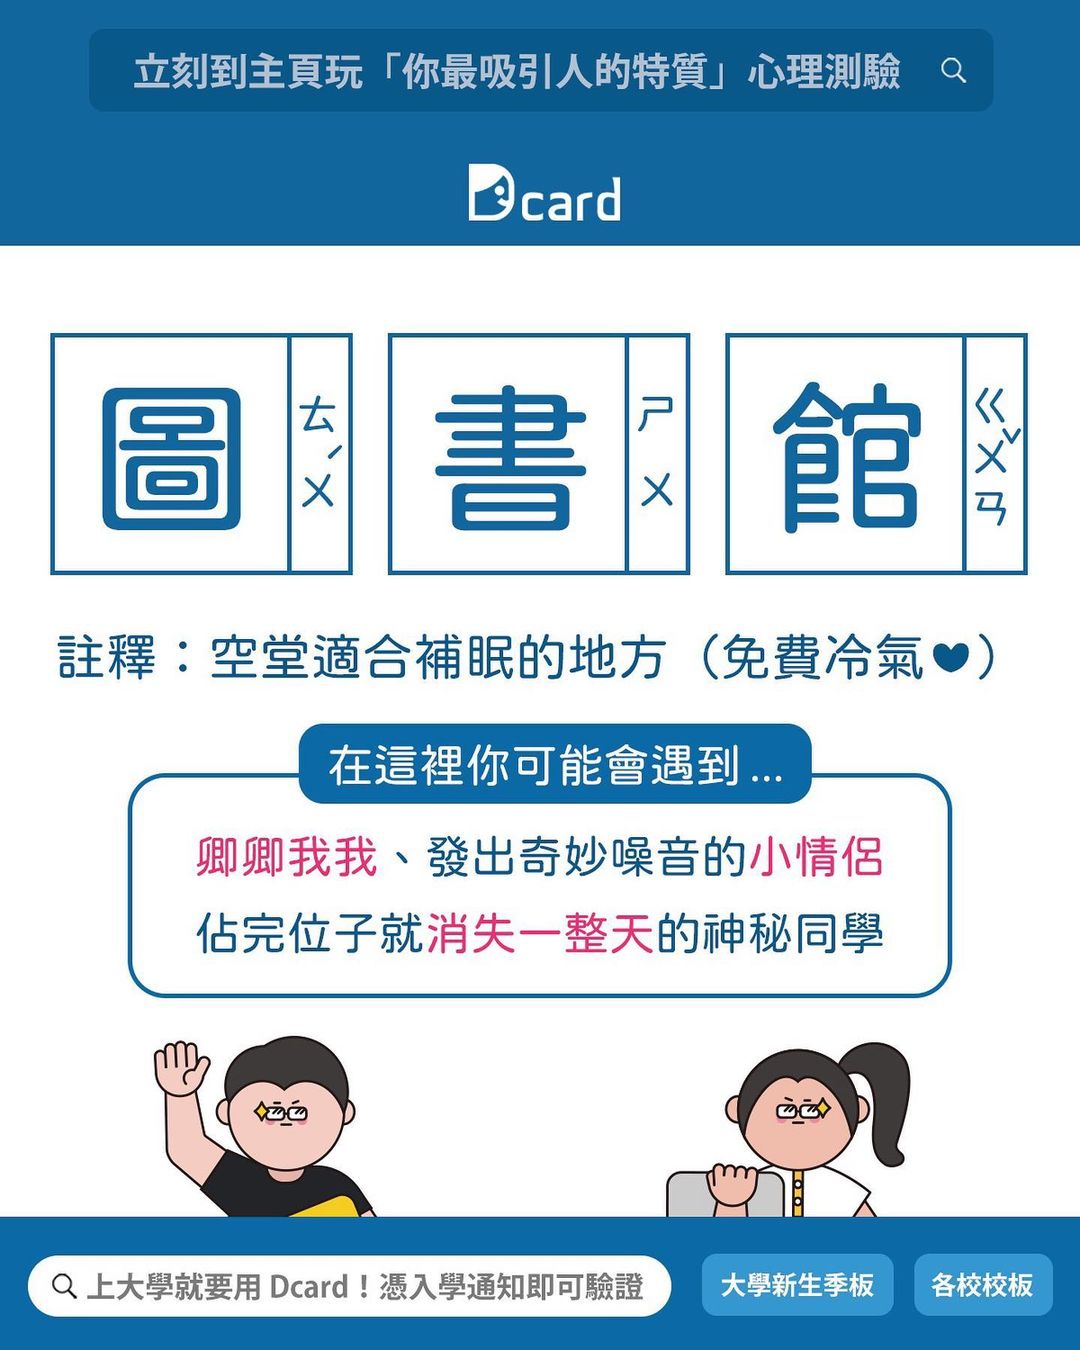 立刻到主頁玩「你最吸引人的特質」心理測驗
Dcard
圖 ㄊㄨˊ 書 ㄕㄨ 館 ㄍㄨㄢˇ
註釋：空堂適合補眠的地方（免費冷氣♥）
在這裡你可能會遇到...
卿卿我我、發出奇妙噪音的小情侶
佔完位子就消失一整天的神秘同學
上大學就要用 Dcard！憑入學通知即可驗證
大學新生季板
各校校板